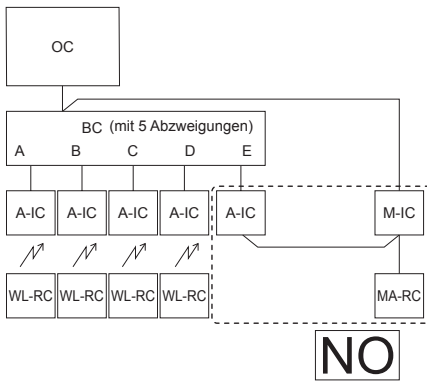 OC
BC (mit 5 Abzweigungen)
A B C D E
A-IC A-IC A-IC A-IC A-IC M-IC
WL-RC WL-RC WL-RC WL-RC MA-RC
NO